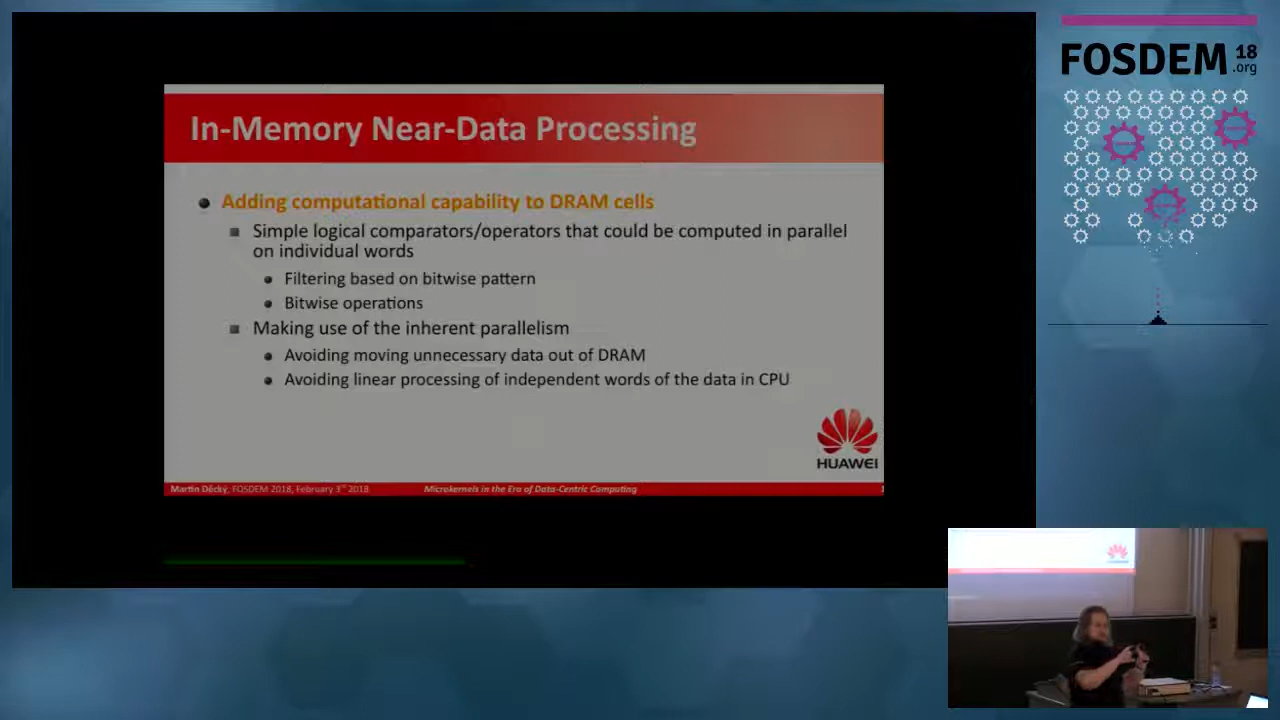 In-Memory Near-Data Processing
Adding computational capability to DRAM cells
Simple logical comparators/operators that could be computed in parallel
on individual words
Filtering based on bitwise pattern
Bitwise operations
Making use of the inherent parallelism
Avoiding moving unnecessary data out of DRAM
Avoiding linear processing of independent words of the data in CPU
HUAWEI
Martin Děcký, FOSDEM 2018, February 3rd 2018 Microkernels in the Era of Data-Centric Computing
FOSDEM 18
.org